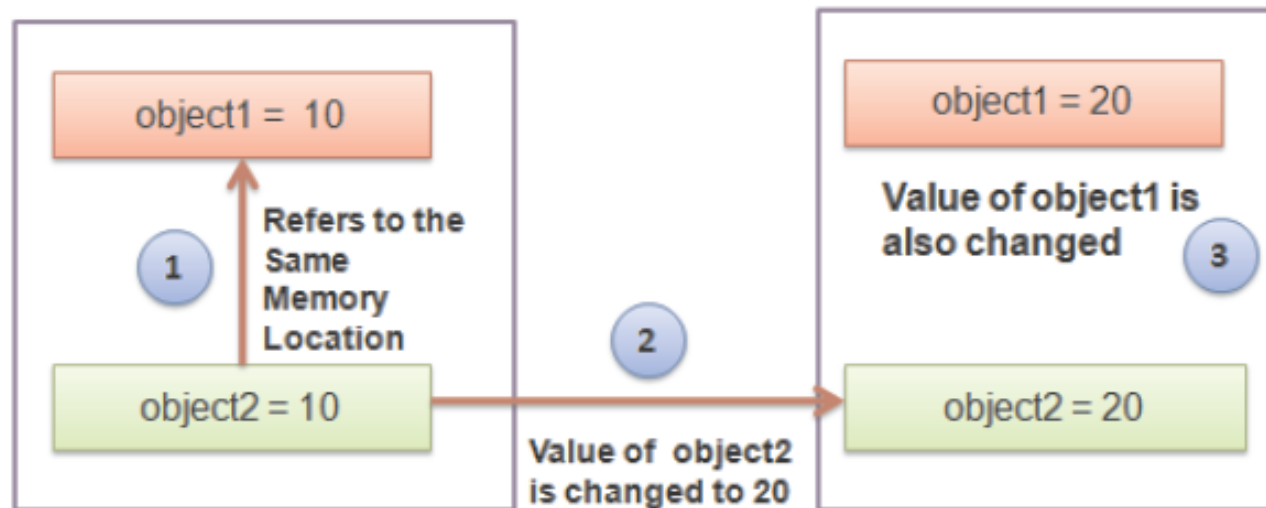 object1 = 10
1
Refers to the
Same
Memory
Location
object2 = 10
2
Value of object2
is changed to 20
object1 = 20
Value of object1 is
also changed
3
object2 = 20